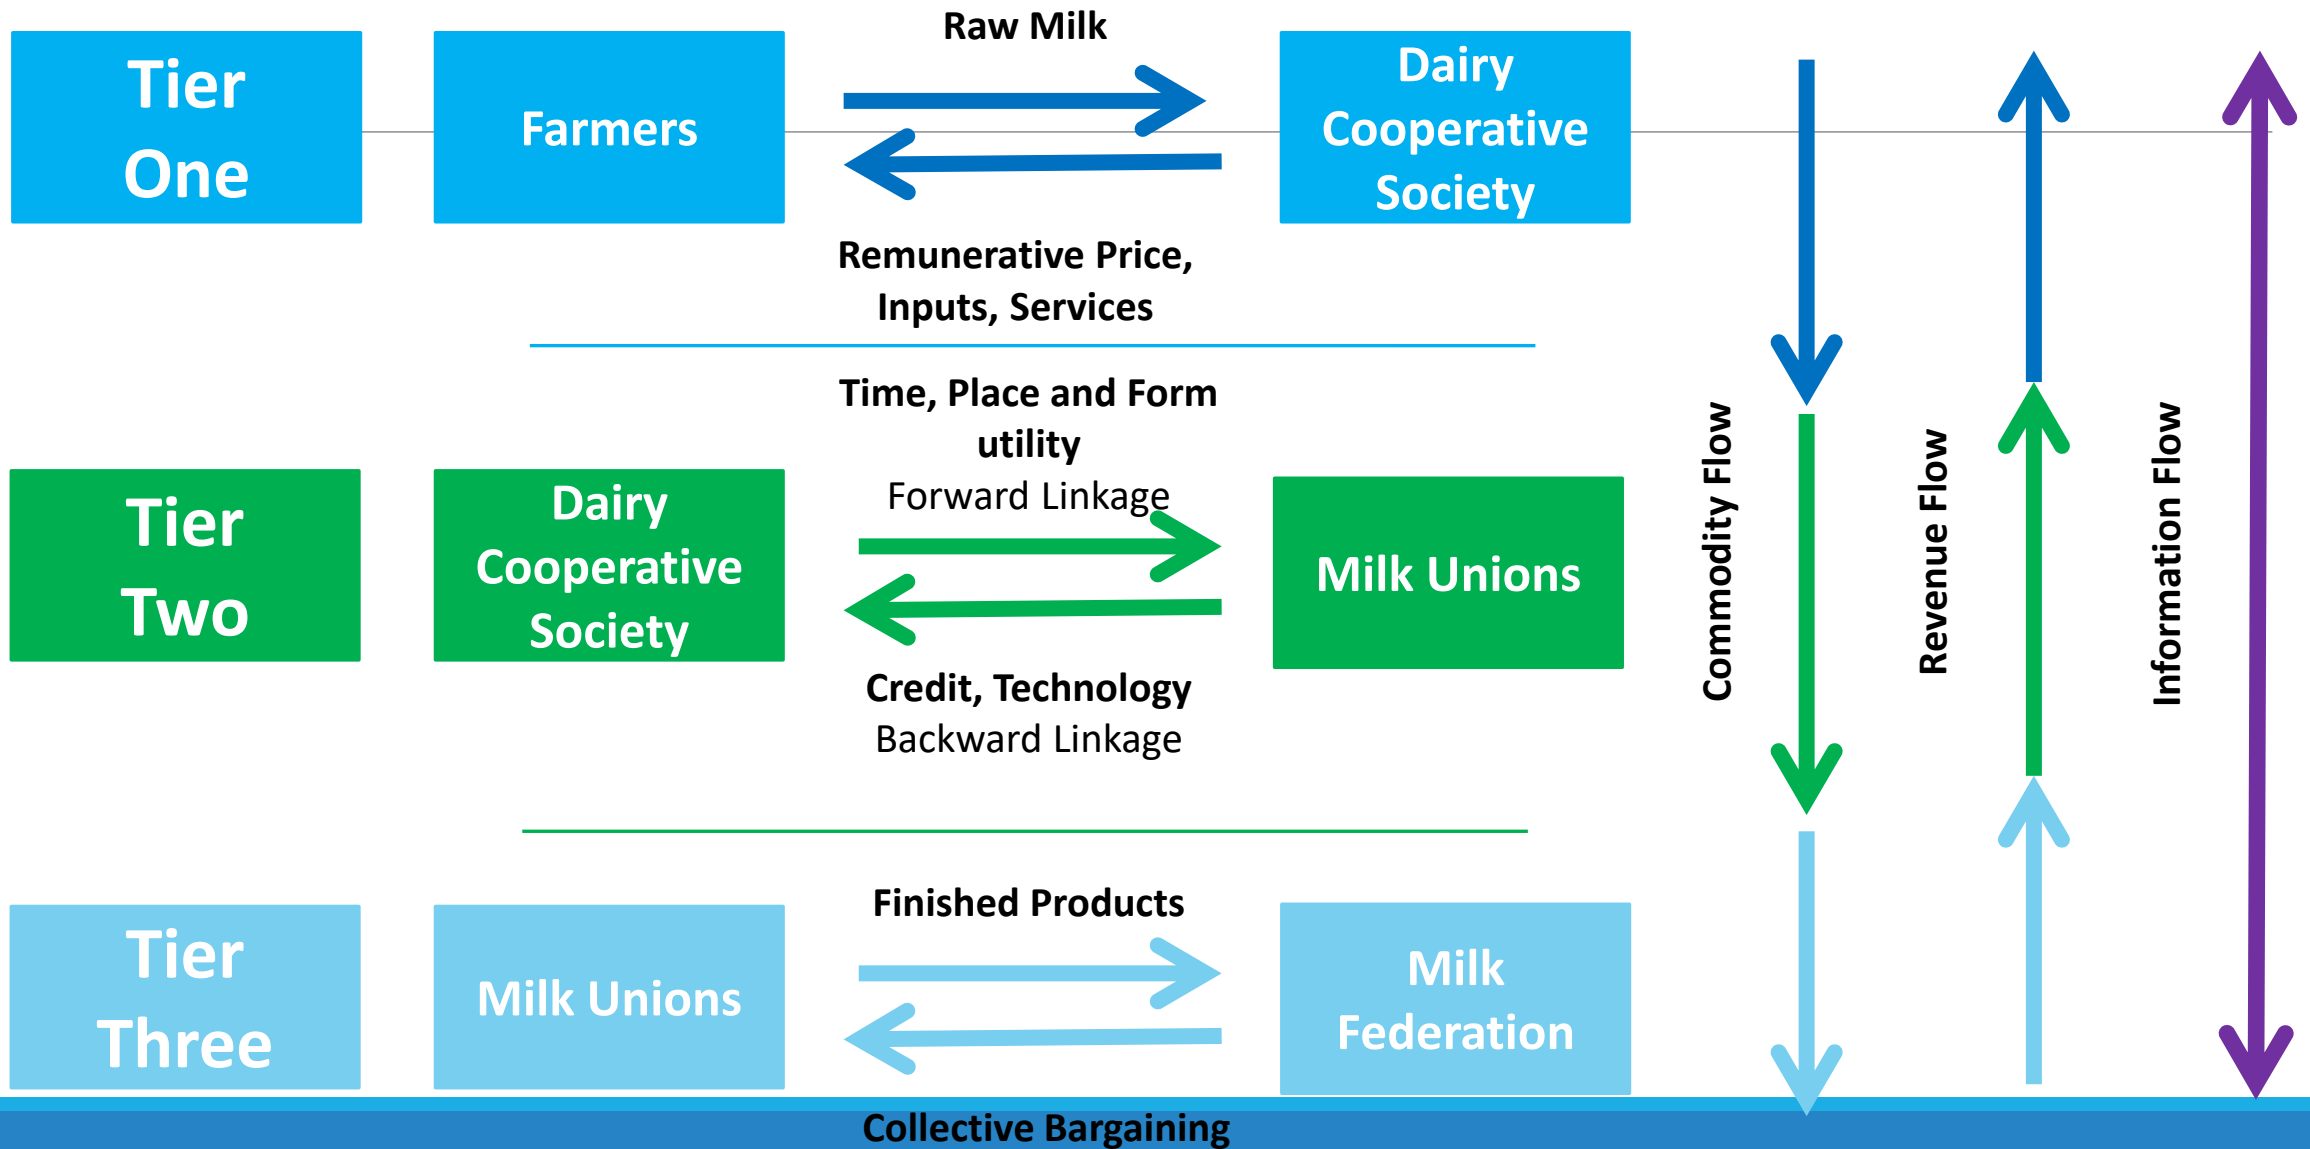 Tier
One
Farmers
Raw Milk
Remunerative Price,
Inputs, Services
Dairy
Cooperative
Society
Tier
Two
Dairy
Cooperative
Society
Time, Place and Form
utility
Forward Linkage
Credit, Technology
Backward Linkage
Milk Unions
Tier
Three
Milk Unions
Finished Products
Collective Bargaining
Milk
Federation
Commodity Flow
Revenue Flow
Information Flow